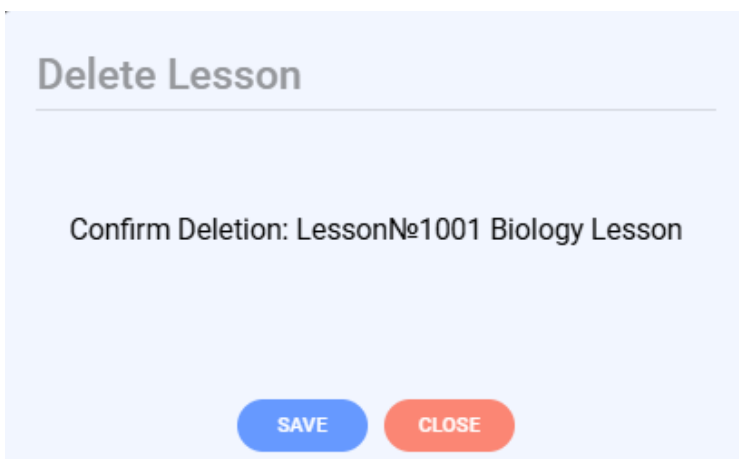 Delete Lesson
Confirm Deletion: Lesson№1001 Biology Lesson
SAVE CLOSE